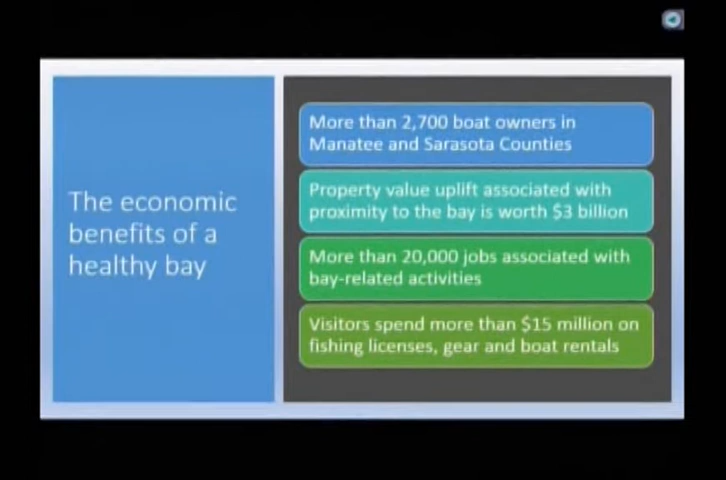 The economic
benefits of a
healthy bay
More than 2,700 boat owners in
Manatee and Sarasota Counties
Property value uplift associated with
proximity to the bay is worth $3 billion
More than 20,000 jobs associated with
bay-related activities
Visitors spend more than $15 million on
fishing licenses, gear and boat rentals